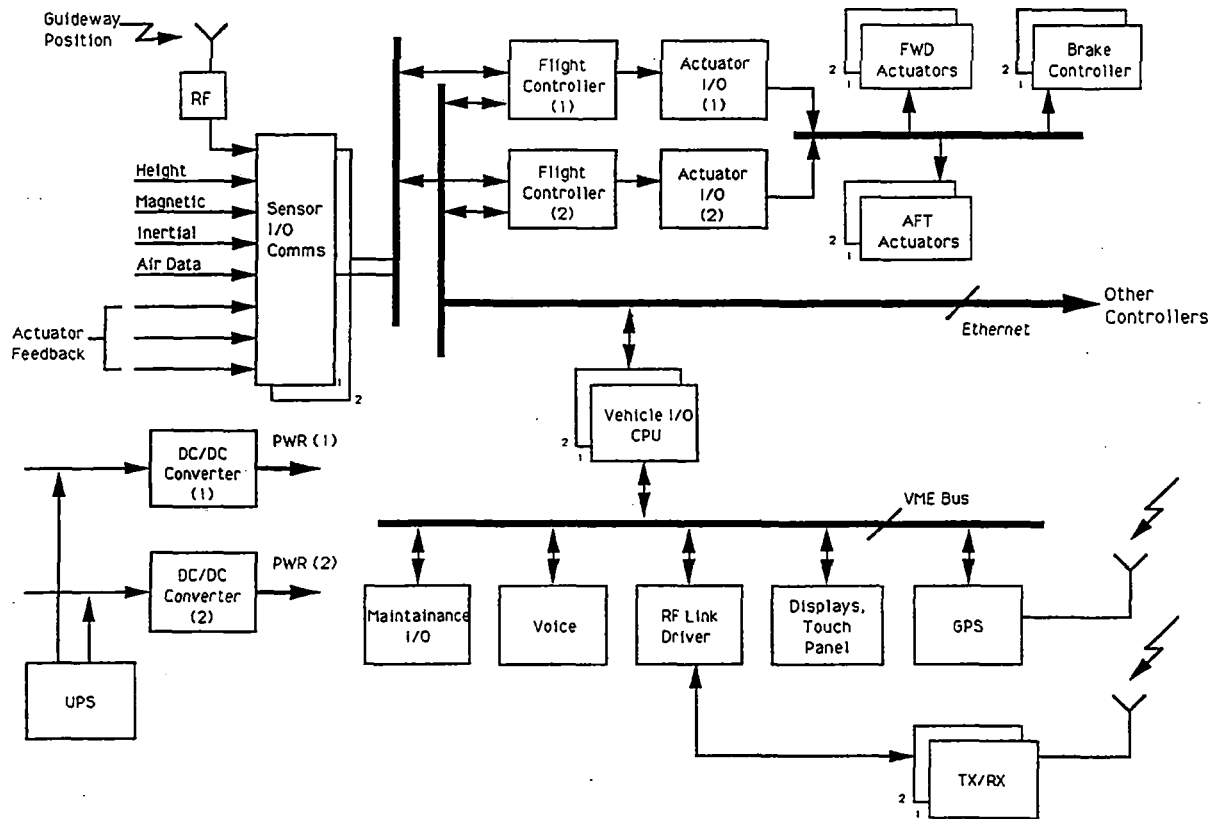 Guideway
Position
RF
Height
Magnetic
Inertial
Air Data
Actuator
Feedback
Sensor
I/O
Comms
1
2
Flight
Controller
(1)
Actuator
I/O
(1)
Flight
Controller
(2)
Actuator
I/O
(2)
FWD
Actuators
2
1
Brake
Controller
2
1
AFT
Actuators
2
1
Ethernet
Other
Controllers
Vehicle I/O
CPU
2
1
DC/DC
Converter
(1)
PWR (1)
DC/DC
Converter
(2)
PWR (2)
UPS
VME Bus
Maintainance
I/O
Voice
RF Link
Driver
Displays,
Touch
Panel
GPS
TX/RX
2
1